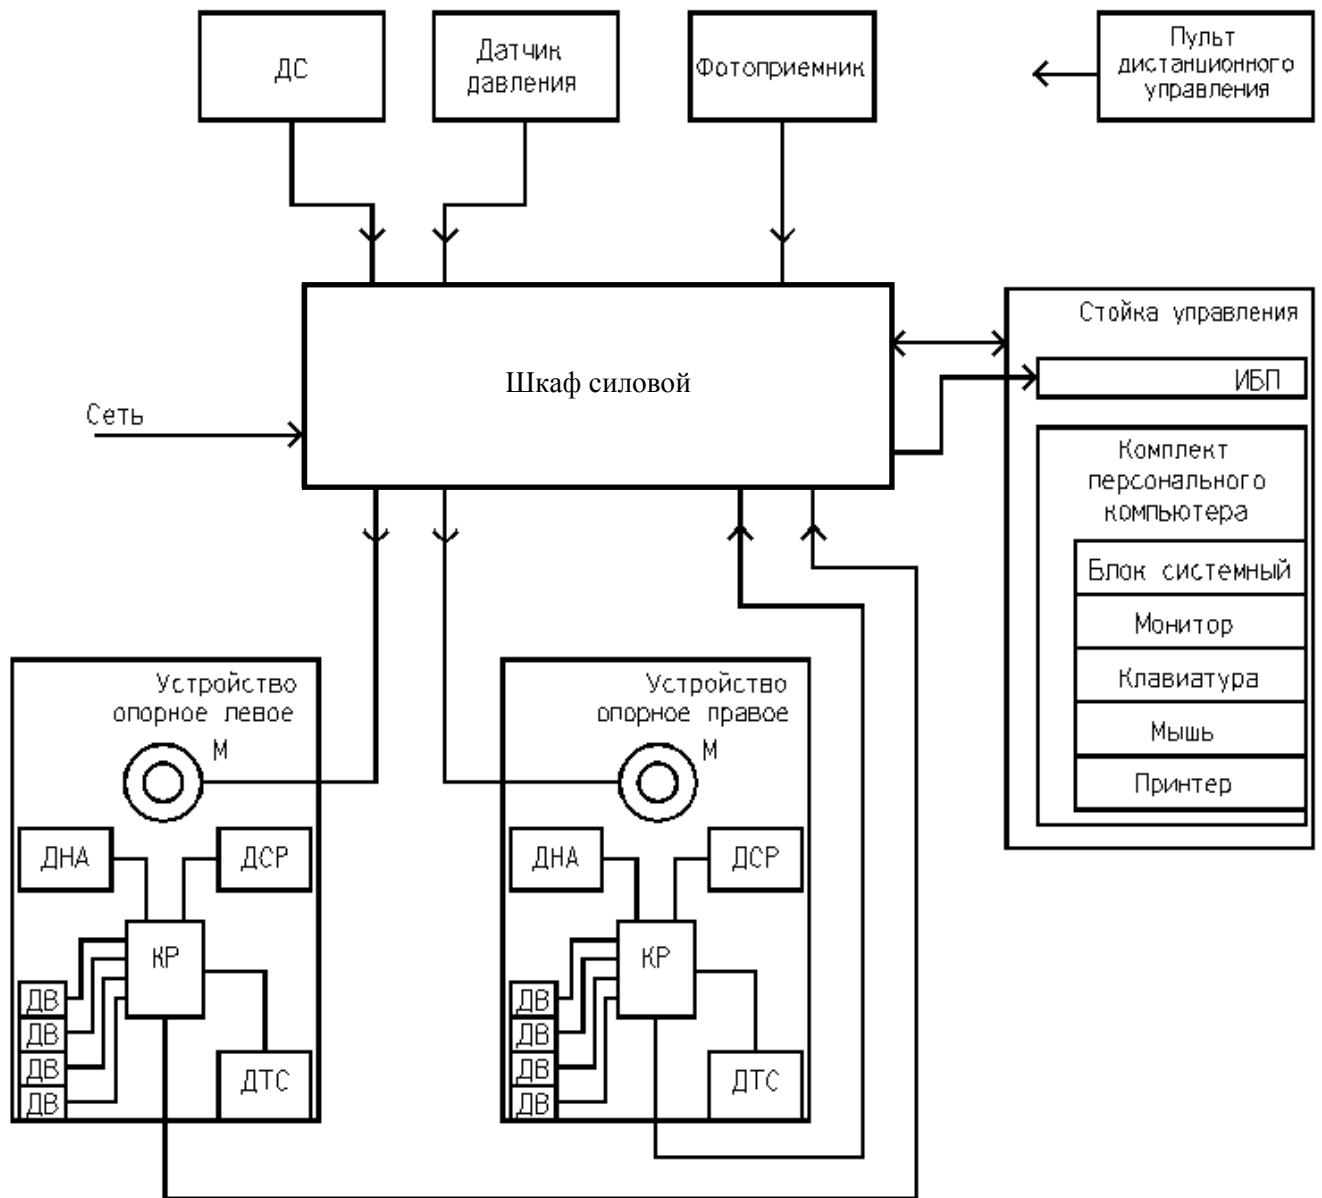 ДС
Датчик
давления
Фотоприемник
Пульт
дистанционного
управления
Шкаф силовой
Сеть
Стойка управления
ИБП
Комплект
персонального
компьютера
Блок системный
Монитор
Клавиатура
Мышь
Принтер
Устройство
опорное левое
М
ДНА
ДСР
КР
ДВ
ДВ
ДВ
ДВ
ДТС
Устройство
опорное правое
М
ДНА
ДСР
КР
ДВ
ДВ
ДВ
ДВ
ДТС